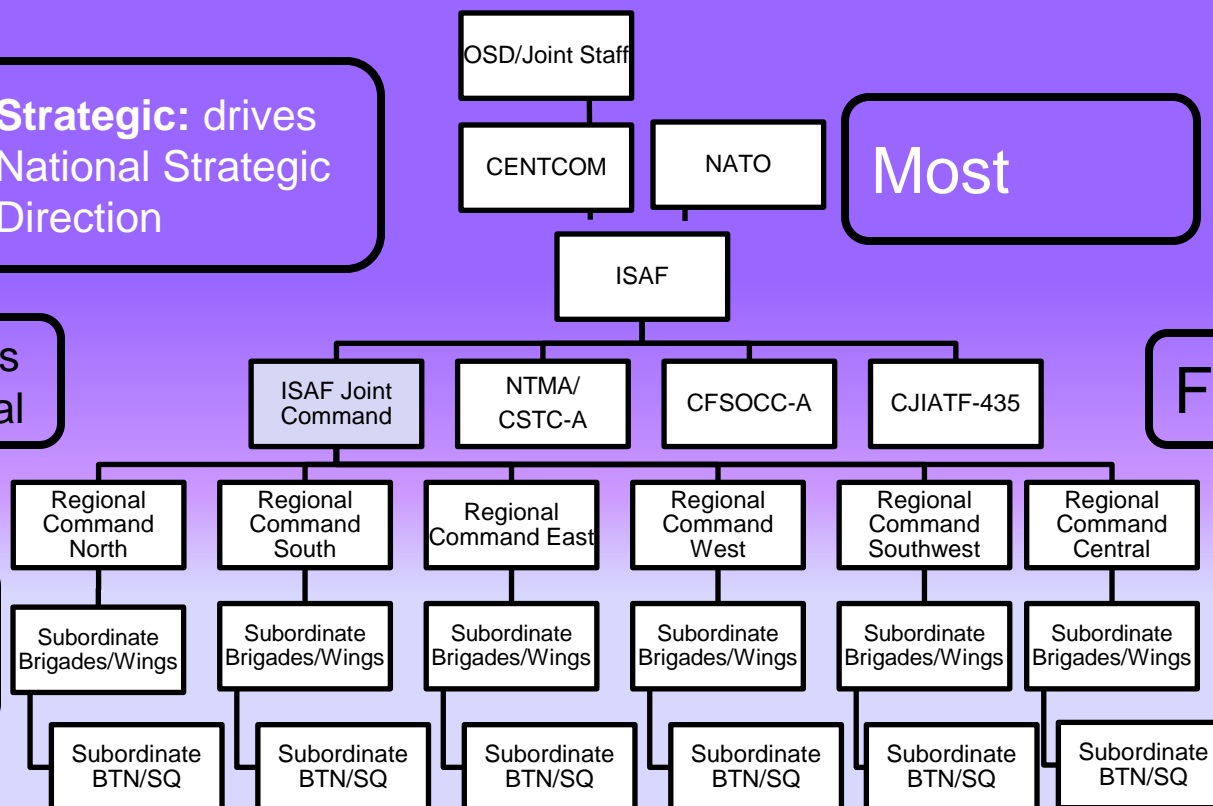 OSD/Joint Staff
Strategic: drives
National Strategic
Direction
CENTCOM
NATO
Most
ISAF
ISAF Joint
Command
NTMA/
CSTC-A
CFSOCC-A
CJIATF-435
Regional
Command
North
Regional
Command
South
Regional
Command East
Regional
Command
West
Regional
Command
Southwest
Regional
Command
Central
Subordinate
Brigades/Wings
Subordinate
Brigades/Wings
Subordinate
Brigades/Wings
Subordinate
Brigades/Wings
Subordinate
Brigades/Wings
Subordinate
Brigades/Wings
Subordinate
BTN/SQ
Subordinate
BTN/SQ
Subordinate
BTN/SQ
Subordinate
BTN/SQ
Subordinate
BTN/SQ
Subordinate
BTN/SQ